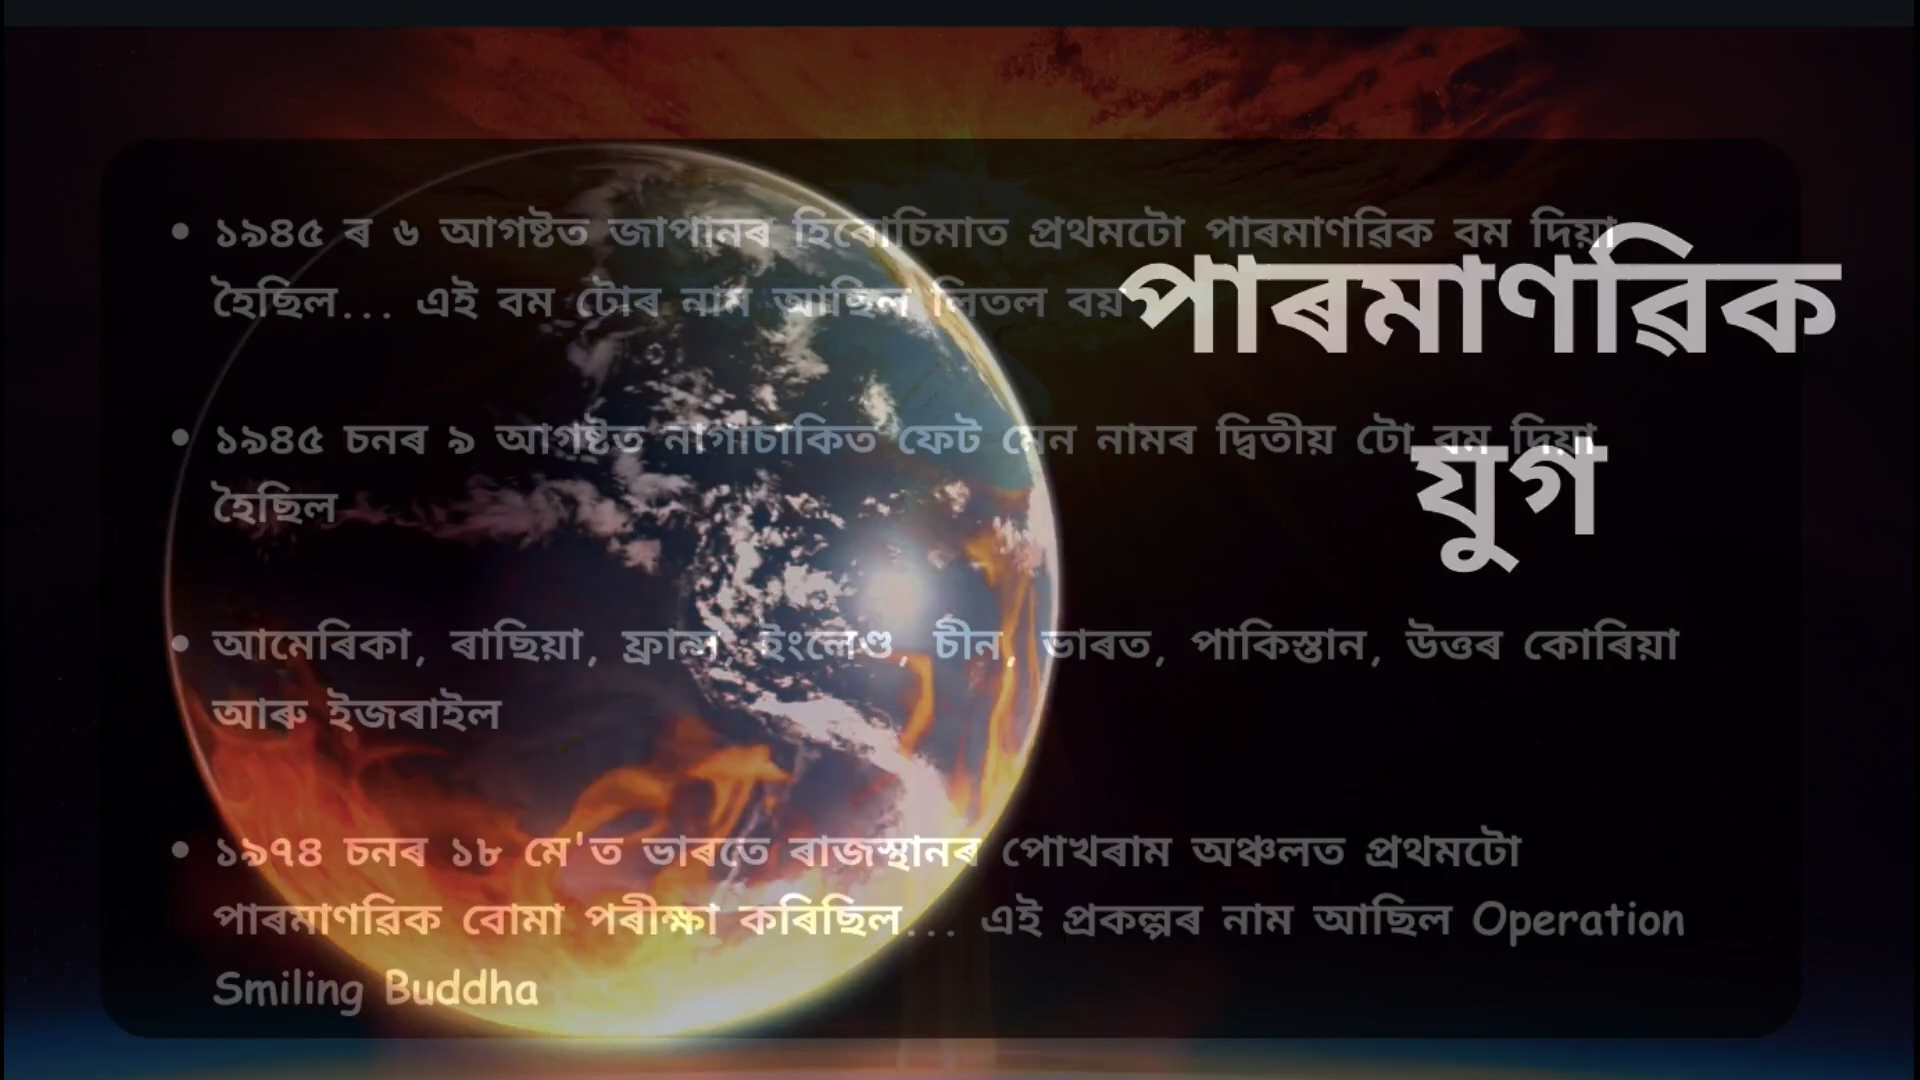 পাৰমাণৱিক
যুগ
• ১৯৪৫ ৰ ৬ আগষ্টত জাপানৰ হিৰোচিমাত প্ৰথমটো পাৰমাণৱিক বম দিয়া
হৈছিল... এই বম টোৰ নাম আছিল লিতল বয়
• ১৯৪৫ চনৰ ৯ আগষ্টত নাগাচাকিত ফেট মেন নামৰ দ্বিতীয় টো বম দিয়া
হৈছিল
• আমেৰিকা, ৰাছিয়া, ফ্ৰান্স ইংলেণ্ড, চীন, ভাৰত, পাকিস্তান, উত্তৰ কোৰিয়া
আৰু ইজৰাইল
• ১৯৭৪ চনৰ ১৮ মে'ত ভাৰতে ৰাজস্থানৰ পোখৰাম অঞ্চলত প্ৰথমটো
পাৰমাণৱিক বোমা পৰীক্ষা কৰিছিল... এই প্ৰকল্পৰ নাম আছিল Operation
Smiling Buddha